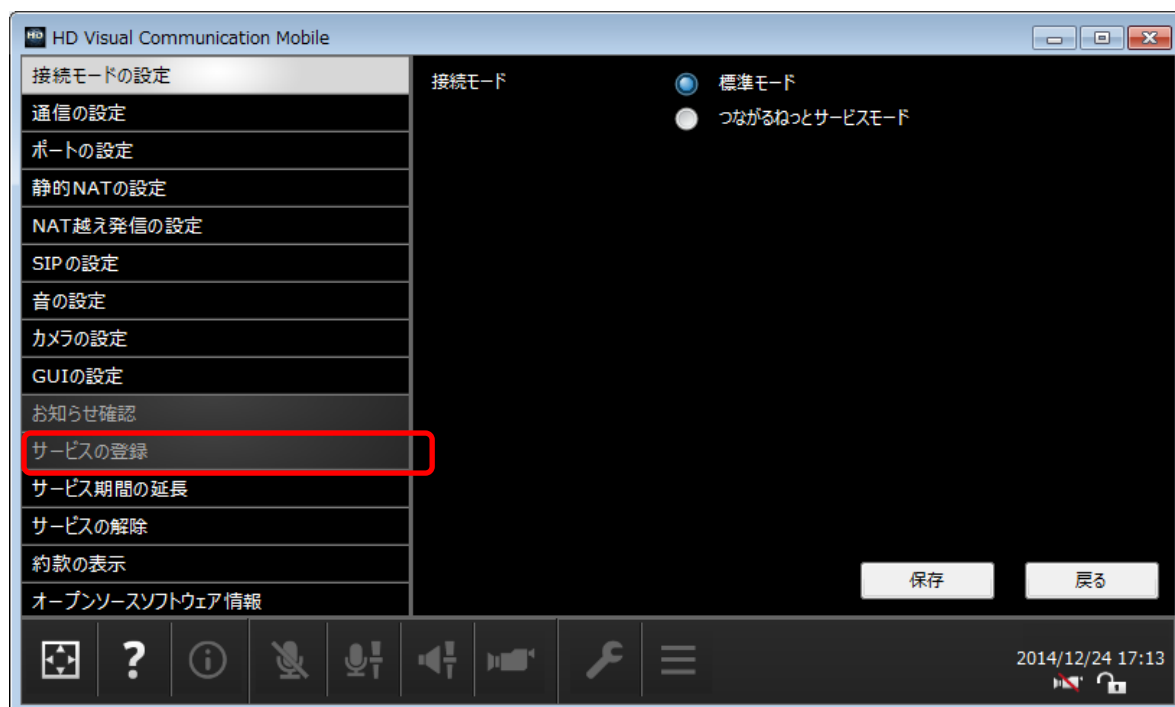 HD Visual Communication Mobile
接続モードの設定
通信の設定
ポートの設定
静的NATの設定
NAT越え発信の設定
SIPの設定
音の設定
カメラの設定
GUIの設定
お知らせ確認
サービスの登録
サービス期間の延長
サービスの解除
約款の表示
オープンソースソフトウェア情報
接続モード
標準モード
つながるねっとサービスモード
保存
戻る
2014/12/24 17:13